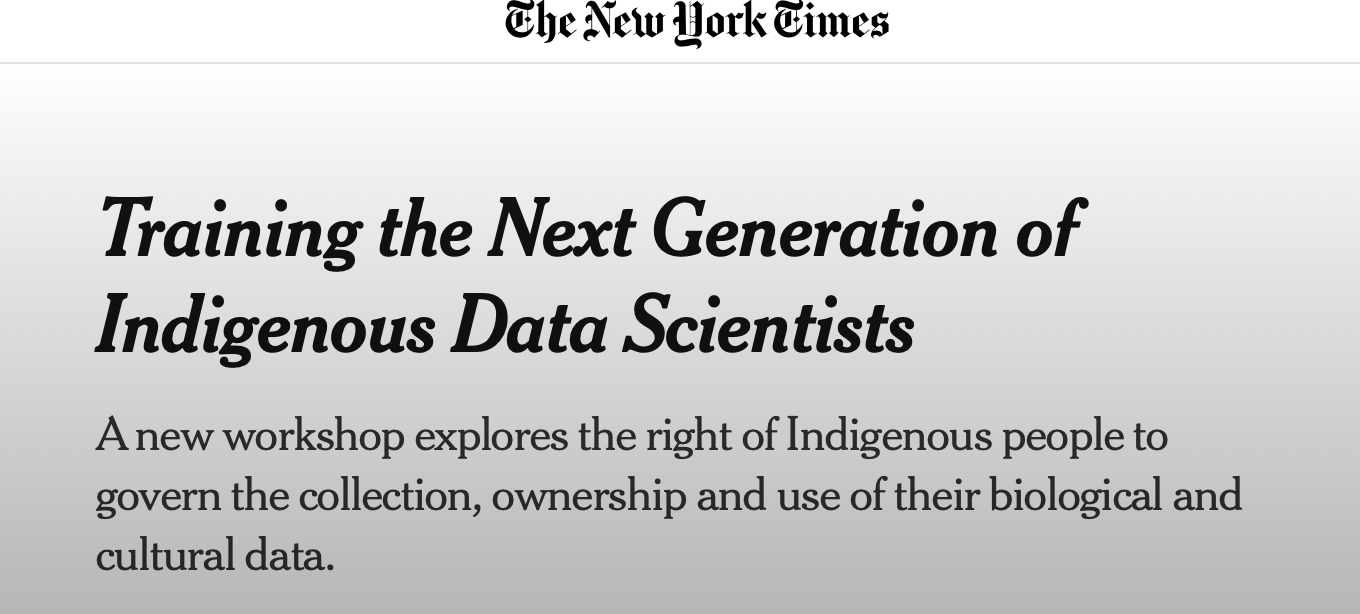 The New York Times
Training the Next Generation of
Indigenous Data Scientists
A new workshop explores the right of Indigenous people to
govern the collection, ownership and use of their biological and
cultural data.